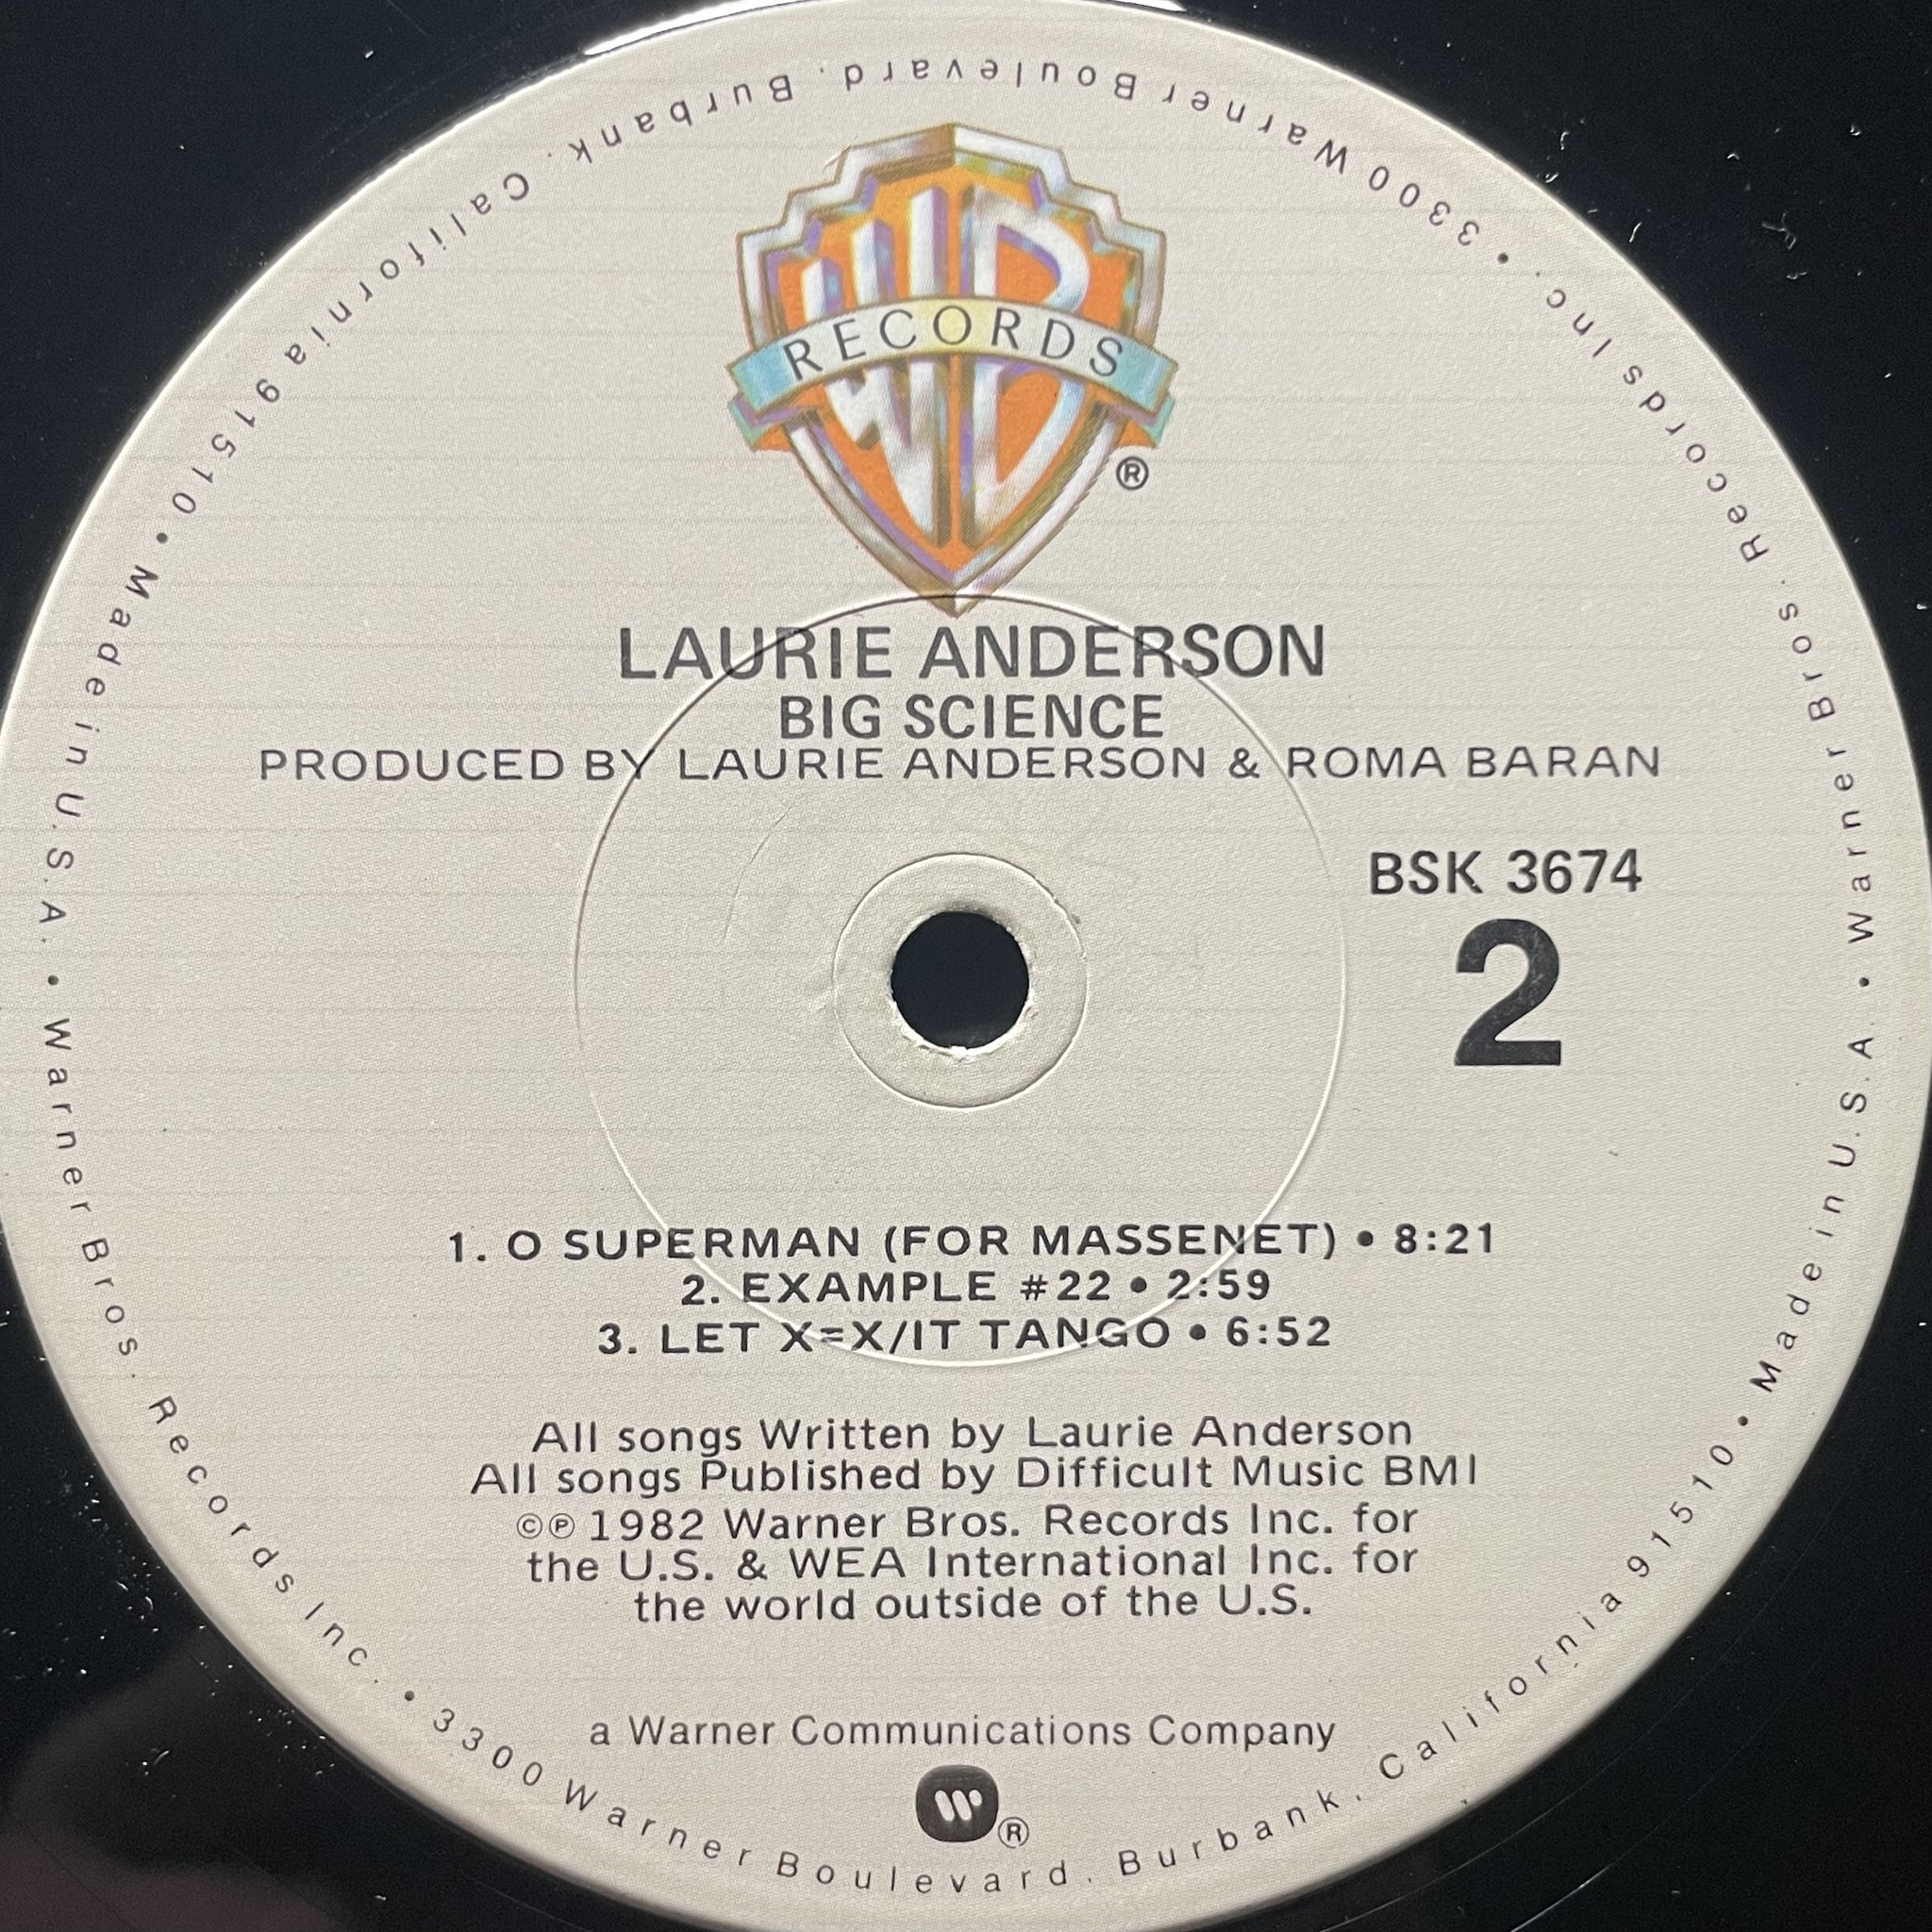 WB
RECORDS
®
LAURIE ANDERSON
BIG SCIENCE
PRODUCED BY LAURIE ANDERSON & ROMA BARAN
BSK 3674
2
1. O SUPERMAN (FOR MASSENET) • 8:21
2. EXAMPLE #22 • 2:59
3. LET X=X/IT TANGO • 6:52
All songs Written by Laurie Anderson
All songs Published by Difficult Music BMI
©℗ 1982 Warner Bros. Records Inc. for
the U.S. & WEA International Inc. for
the world outside of the U.S.
a Warner Communications Company
W ®
Warner Bros. Records Inc. • 3300 Warner Boulevard. Burbank. California 91510 • Made in U.S.A. • Warner Bros. Records Inc. • 3300 Warner Boulevard. Burbank. California 91510 • Made in U.S.A. •